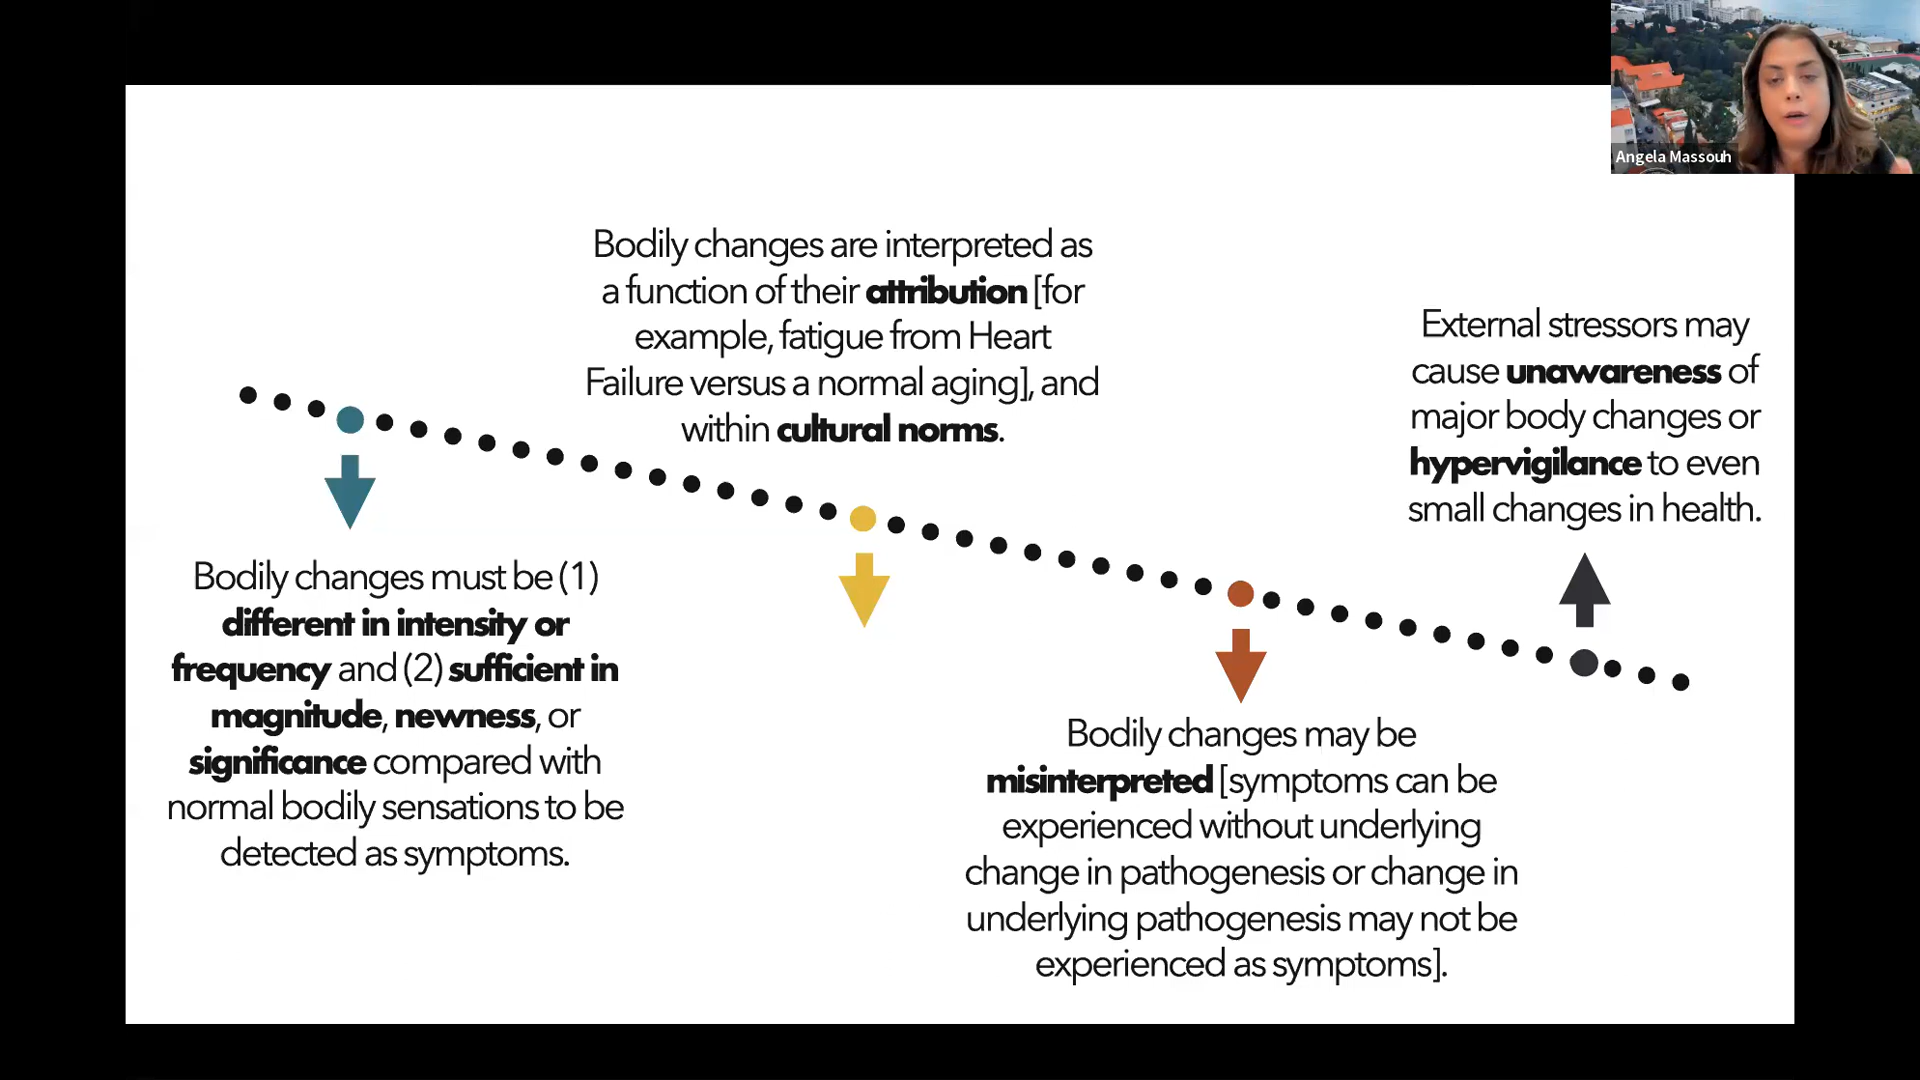 Angela Massouh
Bodily changes are interpreted as
a function of their attribution [for
example, fatigue from Heart
Failure versus a normal aging], and
within cultural norms.
External stressors may
cause unawareness of
major body changes or
hypervigilance to even
small changes in health.
Bodily changes must be (1)
different in intensity or
frequency and (2) sufficient in
magnitude, newness, or
significance compared with
normal bodily sensations to be
detected as symptoms.
Bodily changes may be
misinterpreted [symptoms can be
experienced without underlying
change in pathogenesis or change in
underlying pathogenesis may not be
experienced as symptoms].